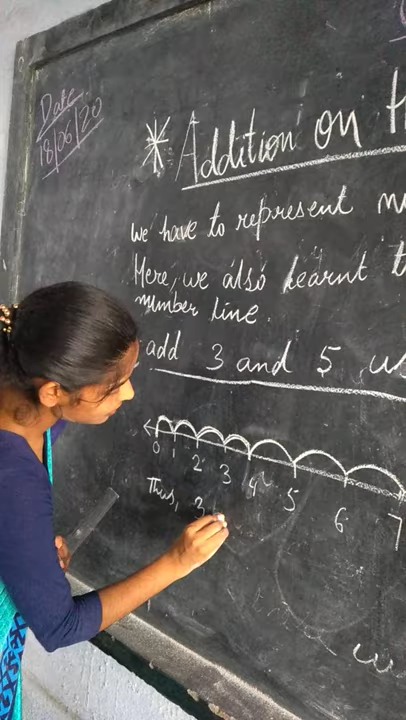 Date
18/06/20
* Addition on
we have to represent
Here, we also learnt
number line.
add 3 and 5
0 1 2 3 4 5 6 7
Thus, 3